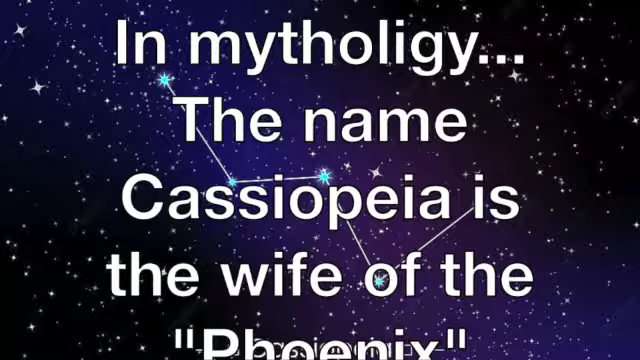 In mytholigy...
The name
Cassiopeia is
the wife of the
"Phoenix"